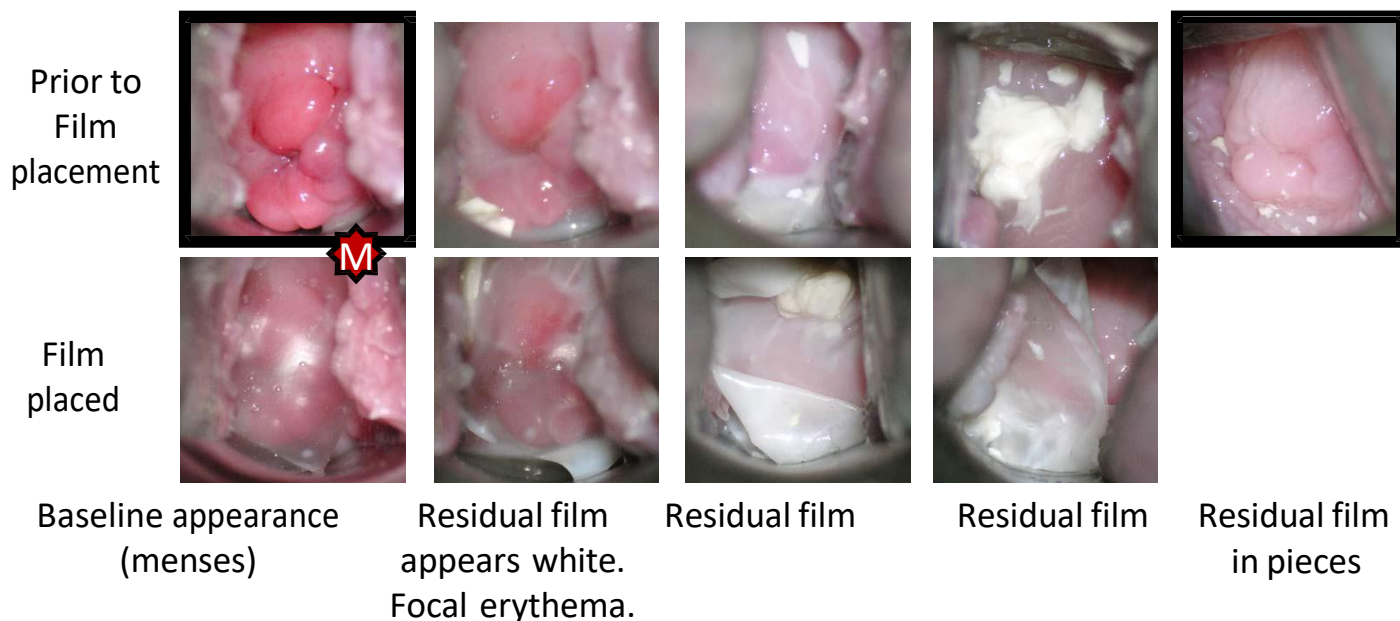 Prior to
Film
placement
M
Film
placed
Baseline appearance
(menses)
Residual film
appears white.
Focal erythema.
Residual film
Residual film
Residual film
in pieces